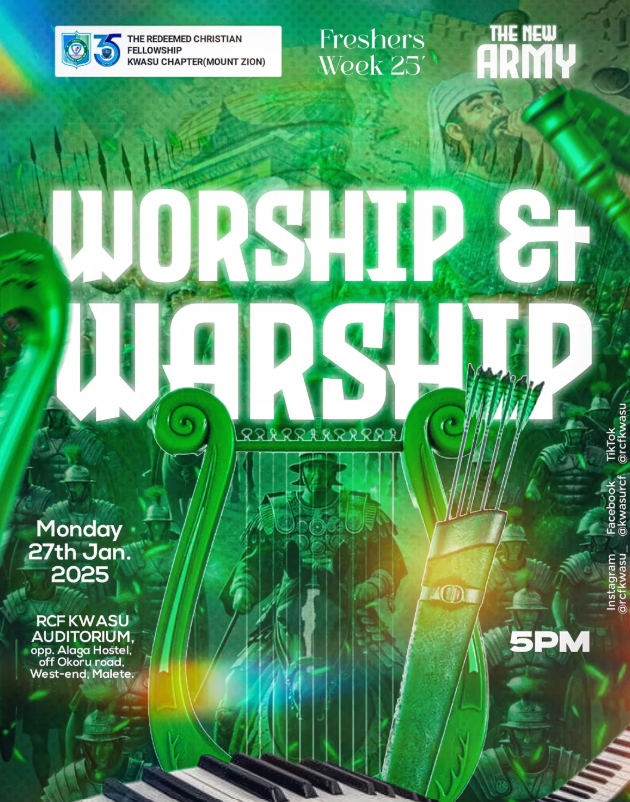 35
THE REDEEMED CHRISTIAN
FELLOWSHIP
KWASU CHAPTER(MOUNT ZION)
Freshers
Week 25'
THE NEW
ARMY
WORSHIP &
WARSHIP
Monday
27th Jan.
2025
RCF KWASU
AUDITORIUM,
opp. Alaga Hostel,
off Okoru road,
West-end, Malete.
5PM
Instagram
@rcfkwasu_
Facebook
@kwasurcf
TikTok
@rcfkwasu